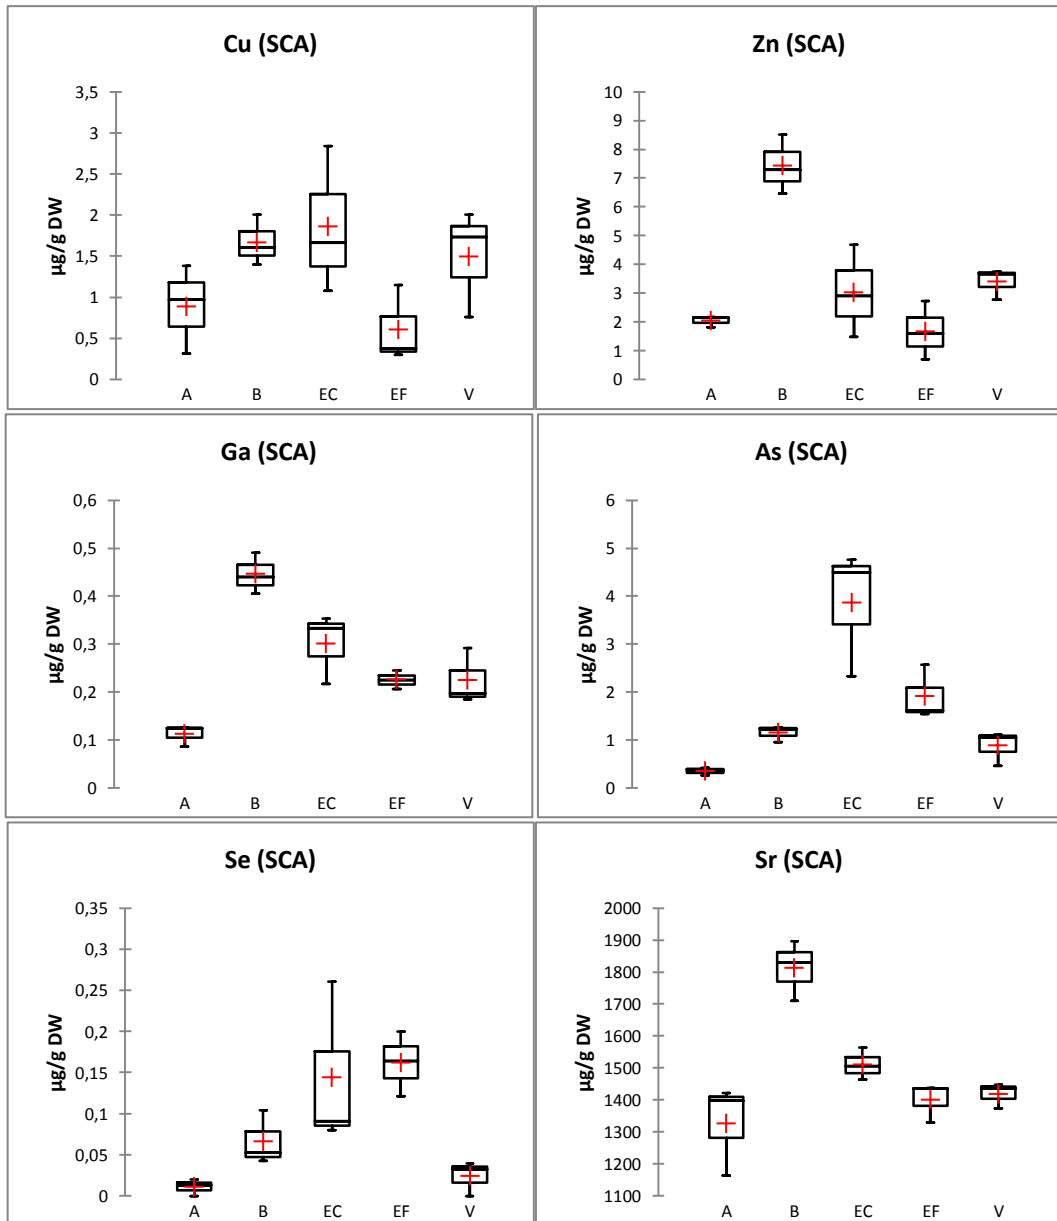 Cu (SCA)
µg/g DW
3,5
3
2,5
2
1,5
1
0,5
0
A B EC EF V
Zn (SCA)
µg/g DW
10
9
8
7
6
5
4
3
2
1
0
A B EC EF V
Ga (SCA)
µg/g DW
0,6
0,5
0,4
0,3
0,2
0,1
0
A B EC EF V
As (SCA)
µg/g DW
6
5
4
3
2
1
0
A B EC EF V
Se (SCA)
µg/g DW
0,35
0,3
0,25
0,2
0,15
0,1
0,05
0
A B EC EF V
Sr (SCA)
µg/g DW
2000
1900
1800
1700
1600
1500
1400
1300
1200
1100
A B EC EF V